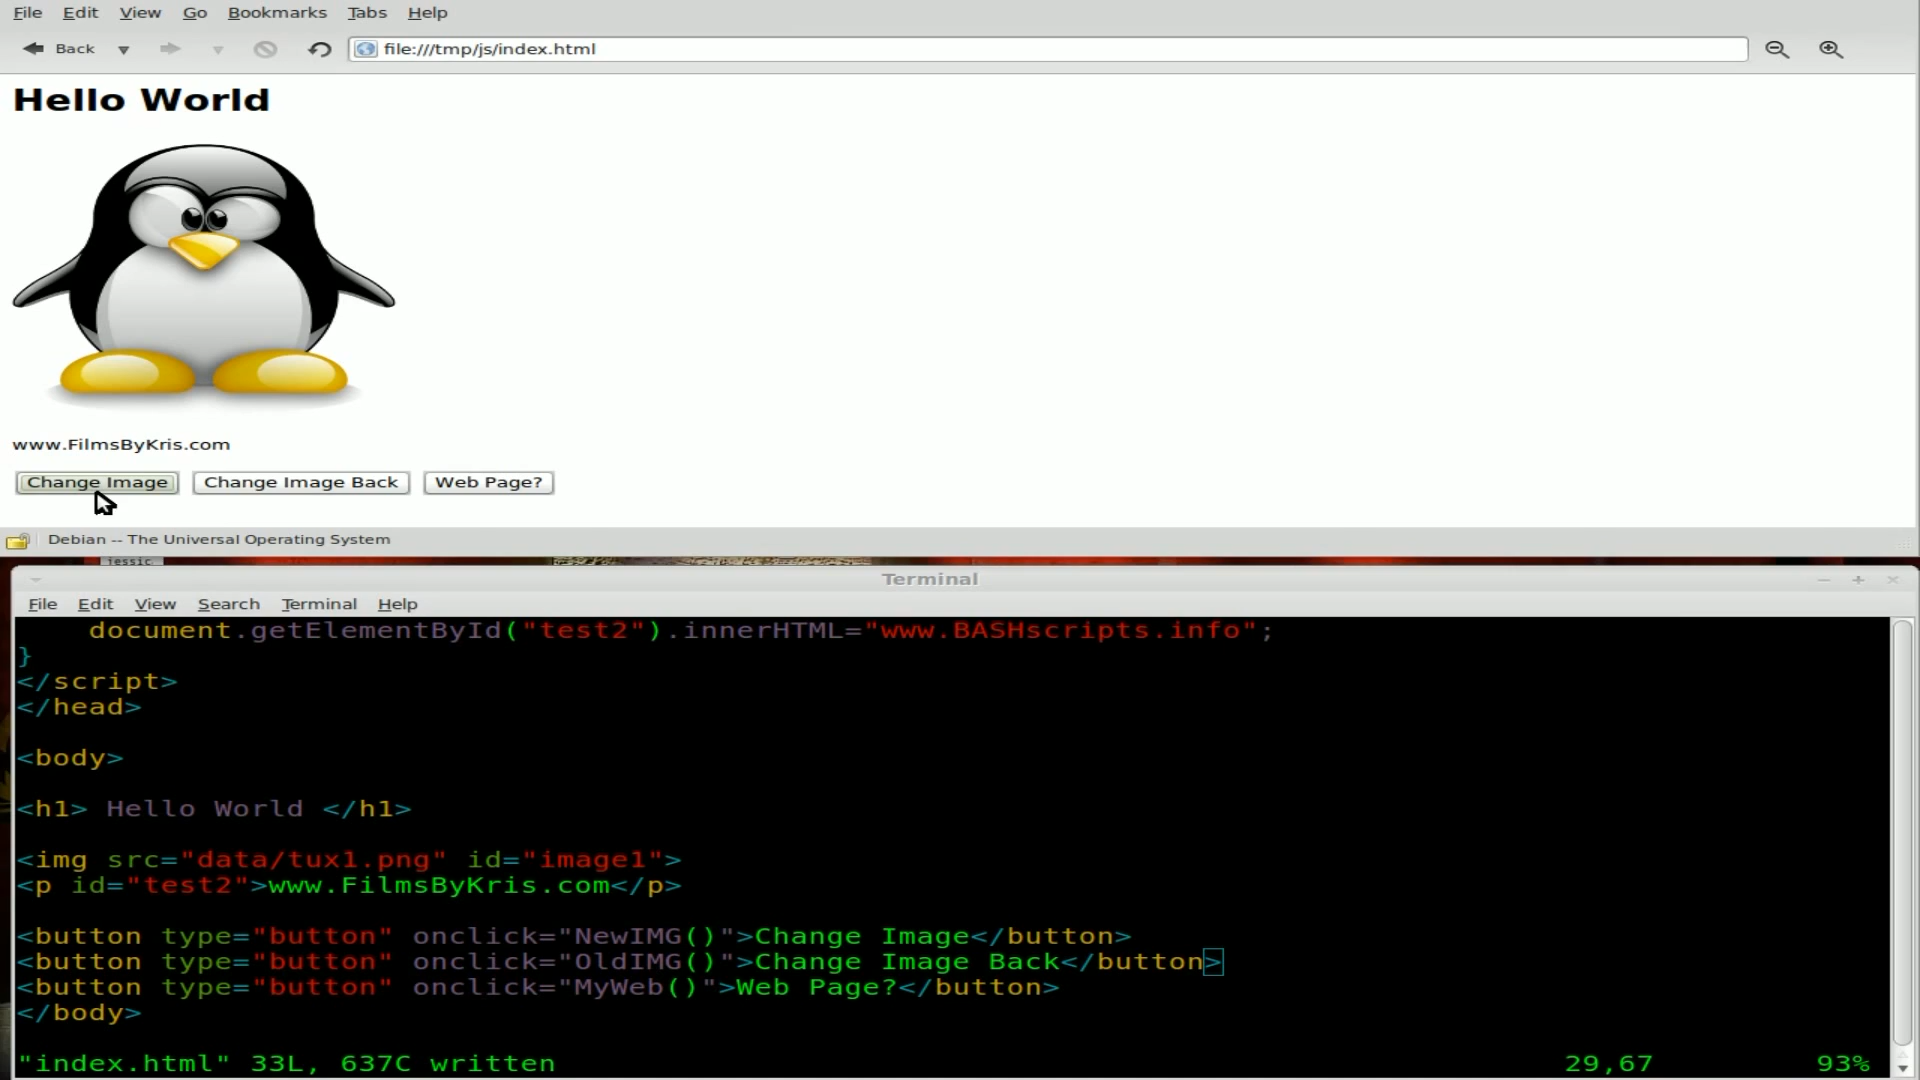 File Edit View Go Bookmarks Tabs Help
Back file:///tmp/js/index.html
Hello World
www.FilmsByKris.com
Change Image Change Image Back Web Page?
Debian -- The Universal Operating System
jessic
Terminal
File Edit View Search Terminal Help
document.getElementById("test2").innerHTML="www.BASHscripts.info";
}
</script>
</head>
<body>
<h1> Hello World </h1>
<img src="data/tux1.png" id="image1">
<p id="test2">www.FilmsByKris.com</p>
<button type="button" onclick="NewIMG()">Change Image</button>
<button type="button" onclick="OldIMG()">Change Image Back</button>
<button type="button" onclick="MyWeb()">Web Page?</button>
</body>
"index.html" 33L, 637C written 29,67 93%